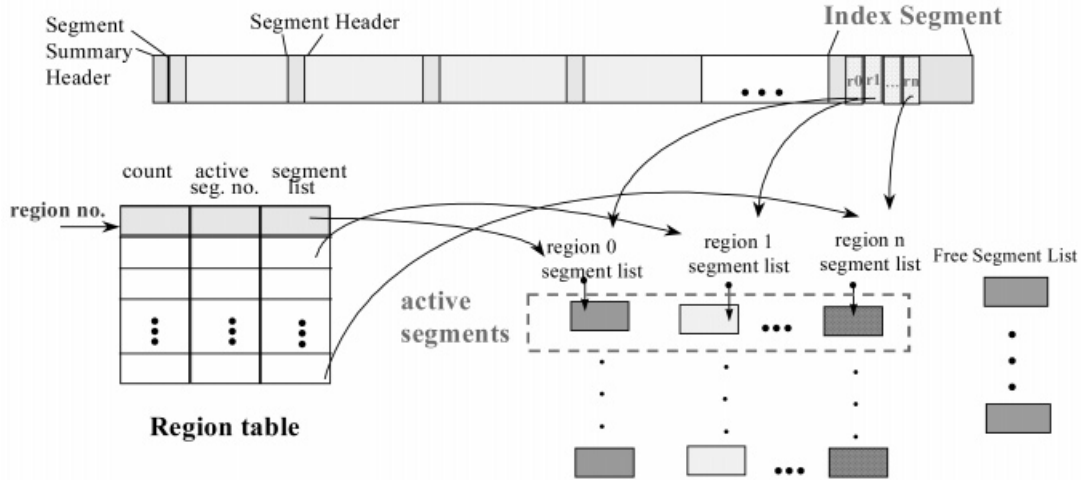 Segment
Summary
Header
Segment Header
Index Segment
r0 r1 ... rn
count
active
seg. no.
segment
list
region no.
region 0
segment list
region 1
segment list
region n
segment list
Free Segment List
active
segments
Region table